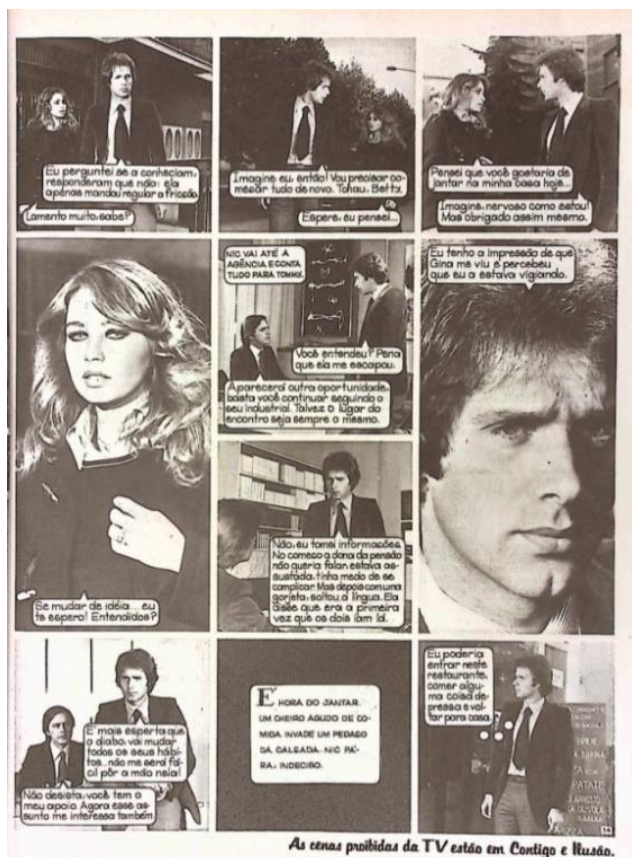 Eu perguntei se a conheciam,
responderam que não: ela
apenas mandou regular a fricção.
Lamento muito, sabe?
Imagine eu, então! Vou precisar co-
meçar tudo de novo. Tchau, Betty.
Espere, eu pensei...
Pensei que você gostaria de
jantar na minha casa hoje...
Imagine, nervoso como estou!
Mas obrigado assim mesmo.
Se mudar de idéia... eu
te espero! Entendidos?
NIC VAI ATÉ A
AGÊNCIA E CONTA
TUDO PARA TOMMY.
Você entendeu? Pena
que ela me escapou.
Aparecerá outra oportunidade,
basta você continuar seguindo o
seu industrial. Talvez o lugar do
encontro seja sempre o mesmo.
Eu tenho a impressão de que
Gina me viu e percebeu
que eu a estava vigiando.
Não, eu tomei informações.
No começo a dona da pensão
não queria falar, estava as-
sustada, tinha medo de se
complicar. Mas depois com uma
gorjeta, soltou a língua. Ela
disse que era a primeira
vez que os dois iam lá.
É mais esperta que
o diabo, vai mudar
todos os seus hábi-
tos... não me será fá-
cil pôr a mão nela!
Não desista, você tem o
meu apoio. Agora esse as-
sunto me interessa também.
É HORA DO JANTAR.
UM CHEIRO AGUDO DE CO-
MIDA INVADE UM PEDAÇO
DA CALÇADA. NIC PÁ-
RA, INDECISO.
Eu poderia
entrar neste
restaurante,
comer algu-
ma coisa de-
pressa e vol-
tar para casa.
PATATE
PIZZA
As cenas proibidas da TV estão em Contigo e Ilusão.